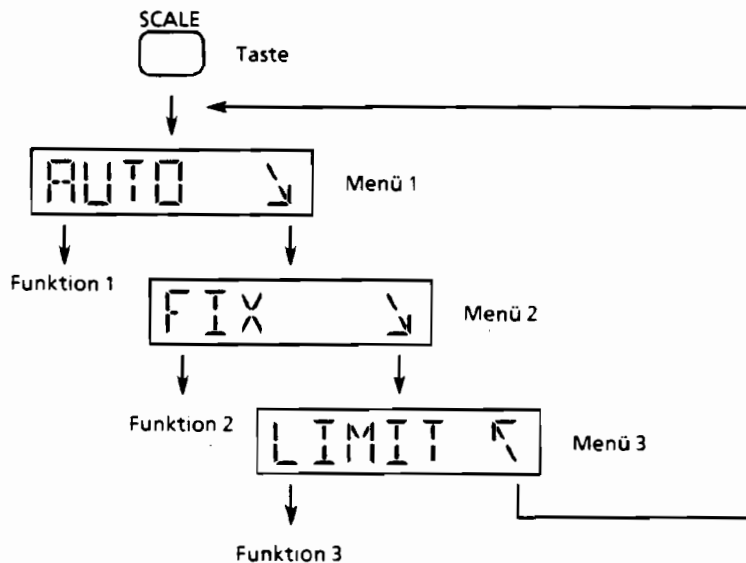 SCALE
Taste
AUTO
Menü 1
Funktion 1
FIX
Menü 2
Funktion 2
LIMIT
Menü 3
Funktion 3